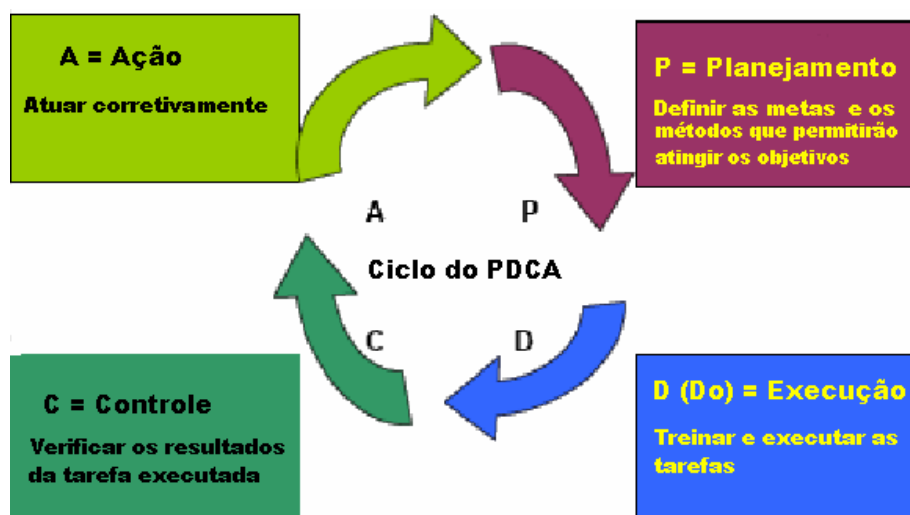 A = Ação
Atuar corretivamente
P = Planejamento
Definir as metas e os
métodos que permitirão
atingir os objetivos
A
P
Ciclo do PDCA
C
D
C = Controle
Verificar os resultados
da tarefa executada
D (Do) = Execução
Treinar e executar as
tarefas